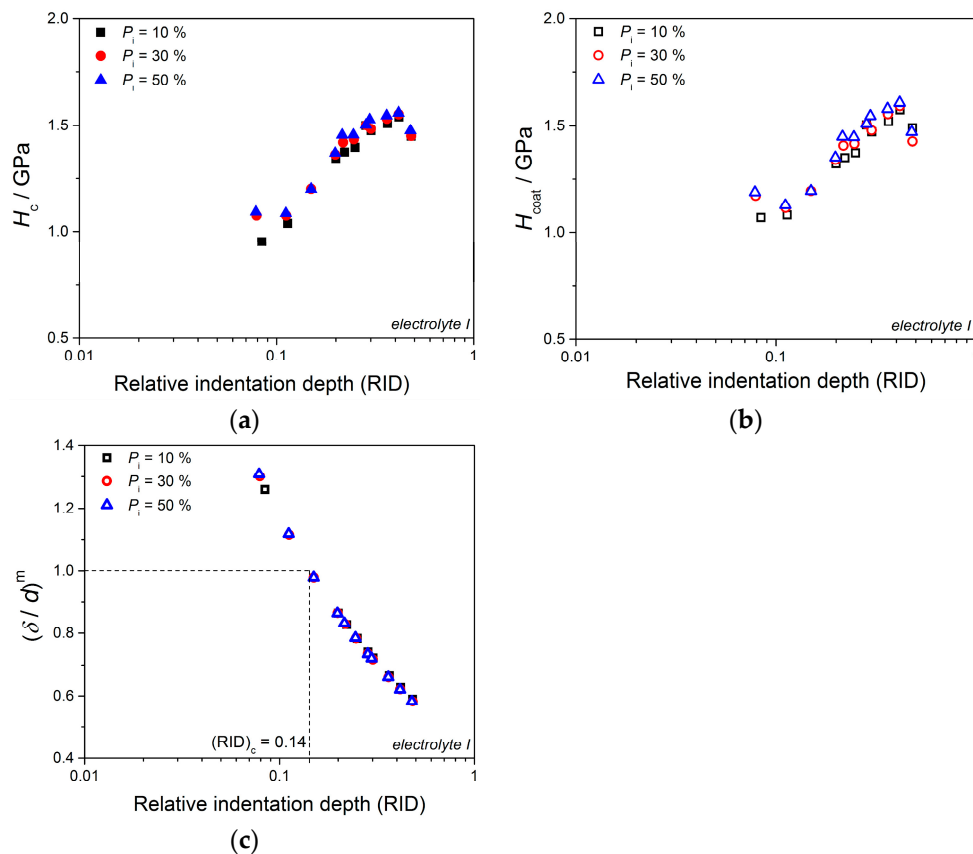 2.0
1.5
1.0
0.5
0.01
0.1
1
H_c / GPa
P_i = 10 %
P_i = 30 %
P_i = 50 %
electrolyte I
Relative indentation depth (RID)
(a)
2.0
1.5
1.0
0.5
0.01
0.1
H_coat / GPa
P_i = 10 %
P_i = 30 %
P_i = 50 %
electrolyte I
Relative indentation depth (RID)
(b)
1.4
1.2
1.0
0.8
0.6
0.4
0.01
0.1
1
(δ / d)^m
P_i = 10 %
P_i = 30 %
P_i = 50 %
(RID)_c = 0.14
electrolyte I
Relative indentation depth (RID)
(c)